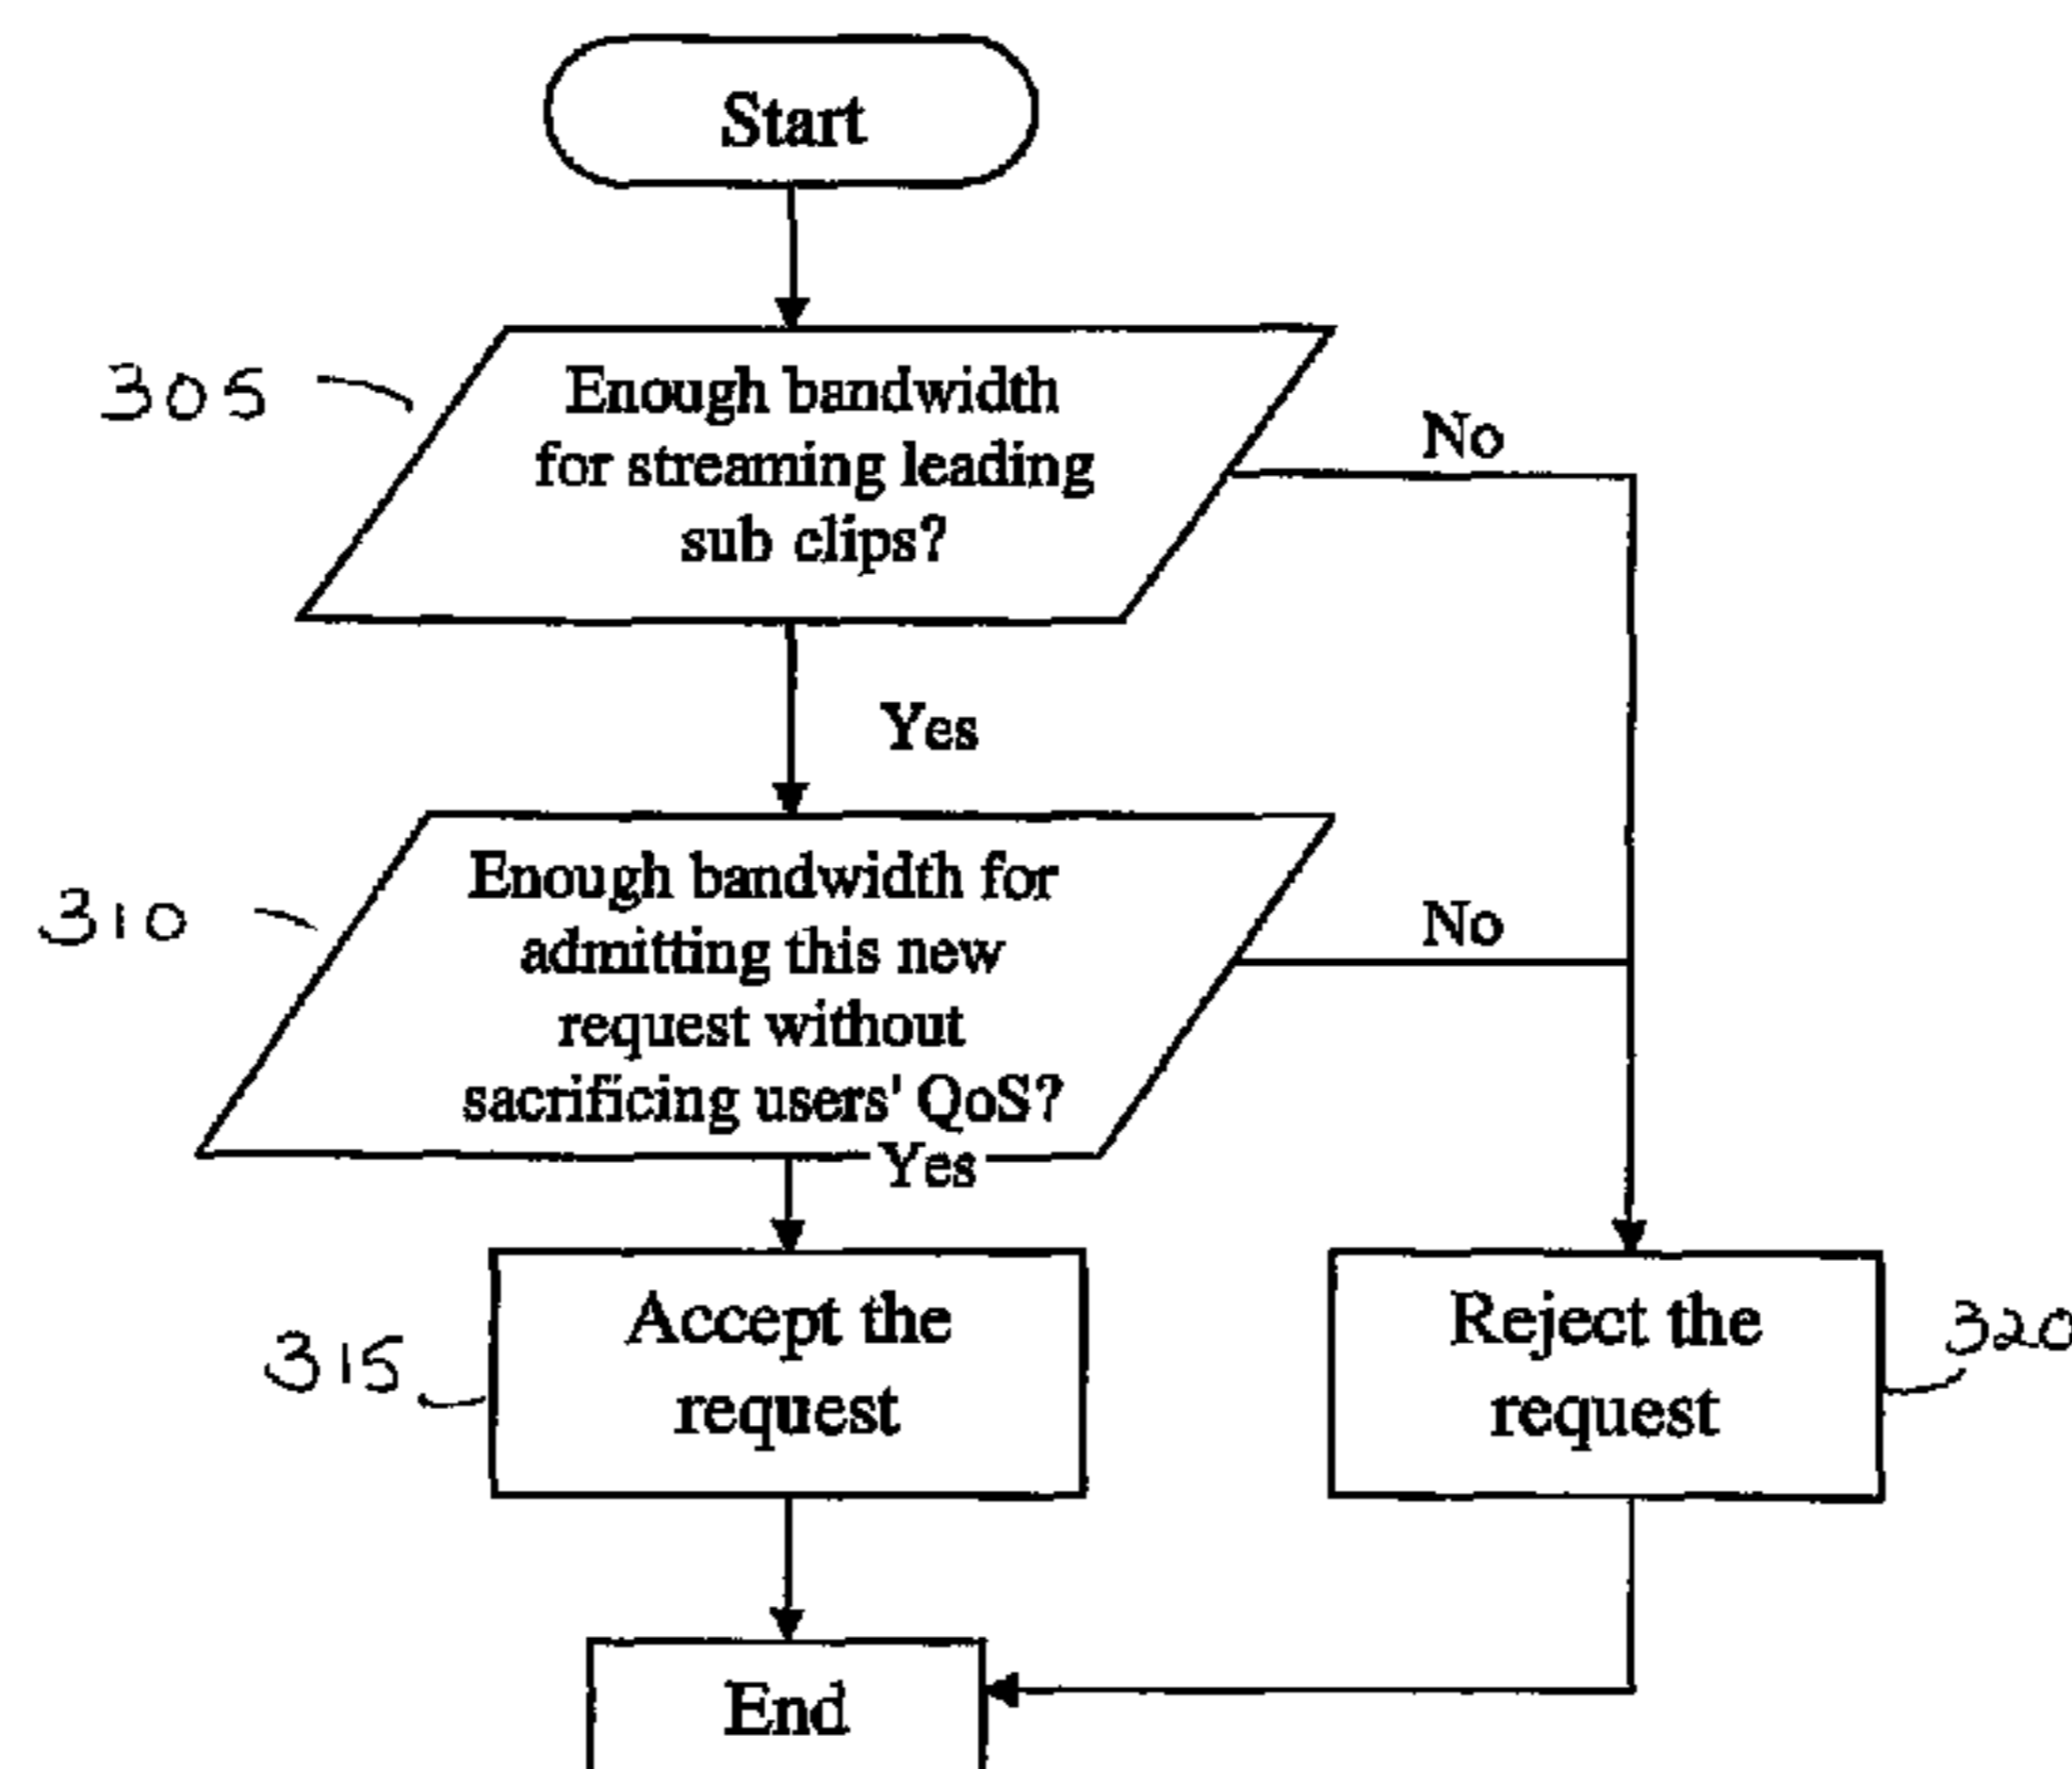 Start
305
Enough bandwidth
for streaming leading
sub clips?
No
Yes
310
Enough bandwidth for
admitting this new
request without
sacrificing users' QoS?
No
Yes
315
Accept the
request
Reject the
request
320
End